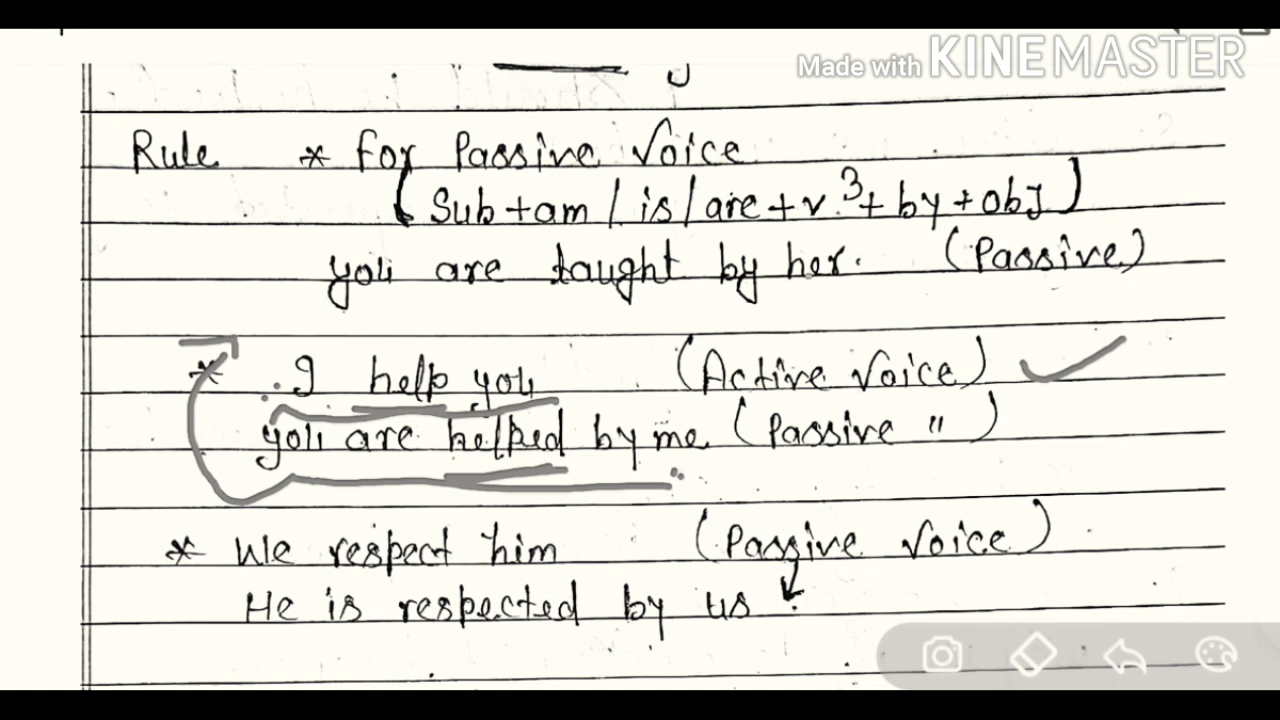 Made with KINEMASTER
Rule * for Passive Voice
(Sub+am/is/are+v.3+by+obj)
you are taught by her. (Passive)
* I help you (Active Voice)
you are helped by me (Passive ")
* We respect him (Passive Voice)
He is respected by us